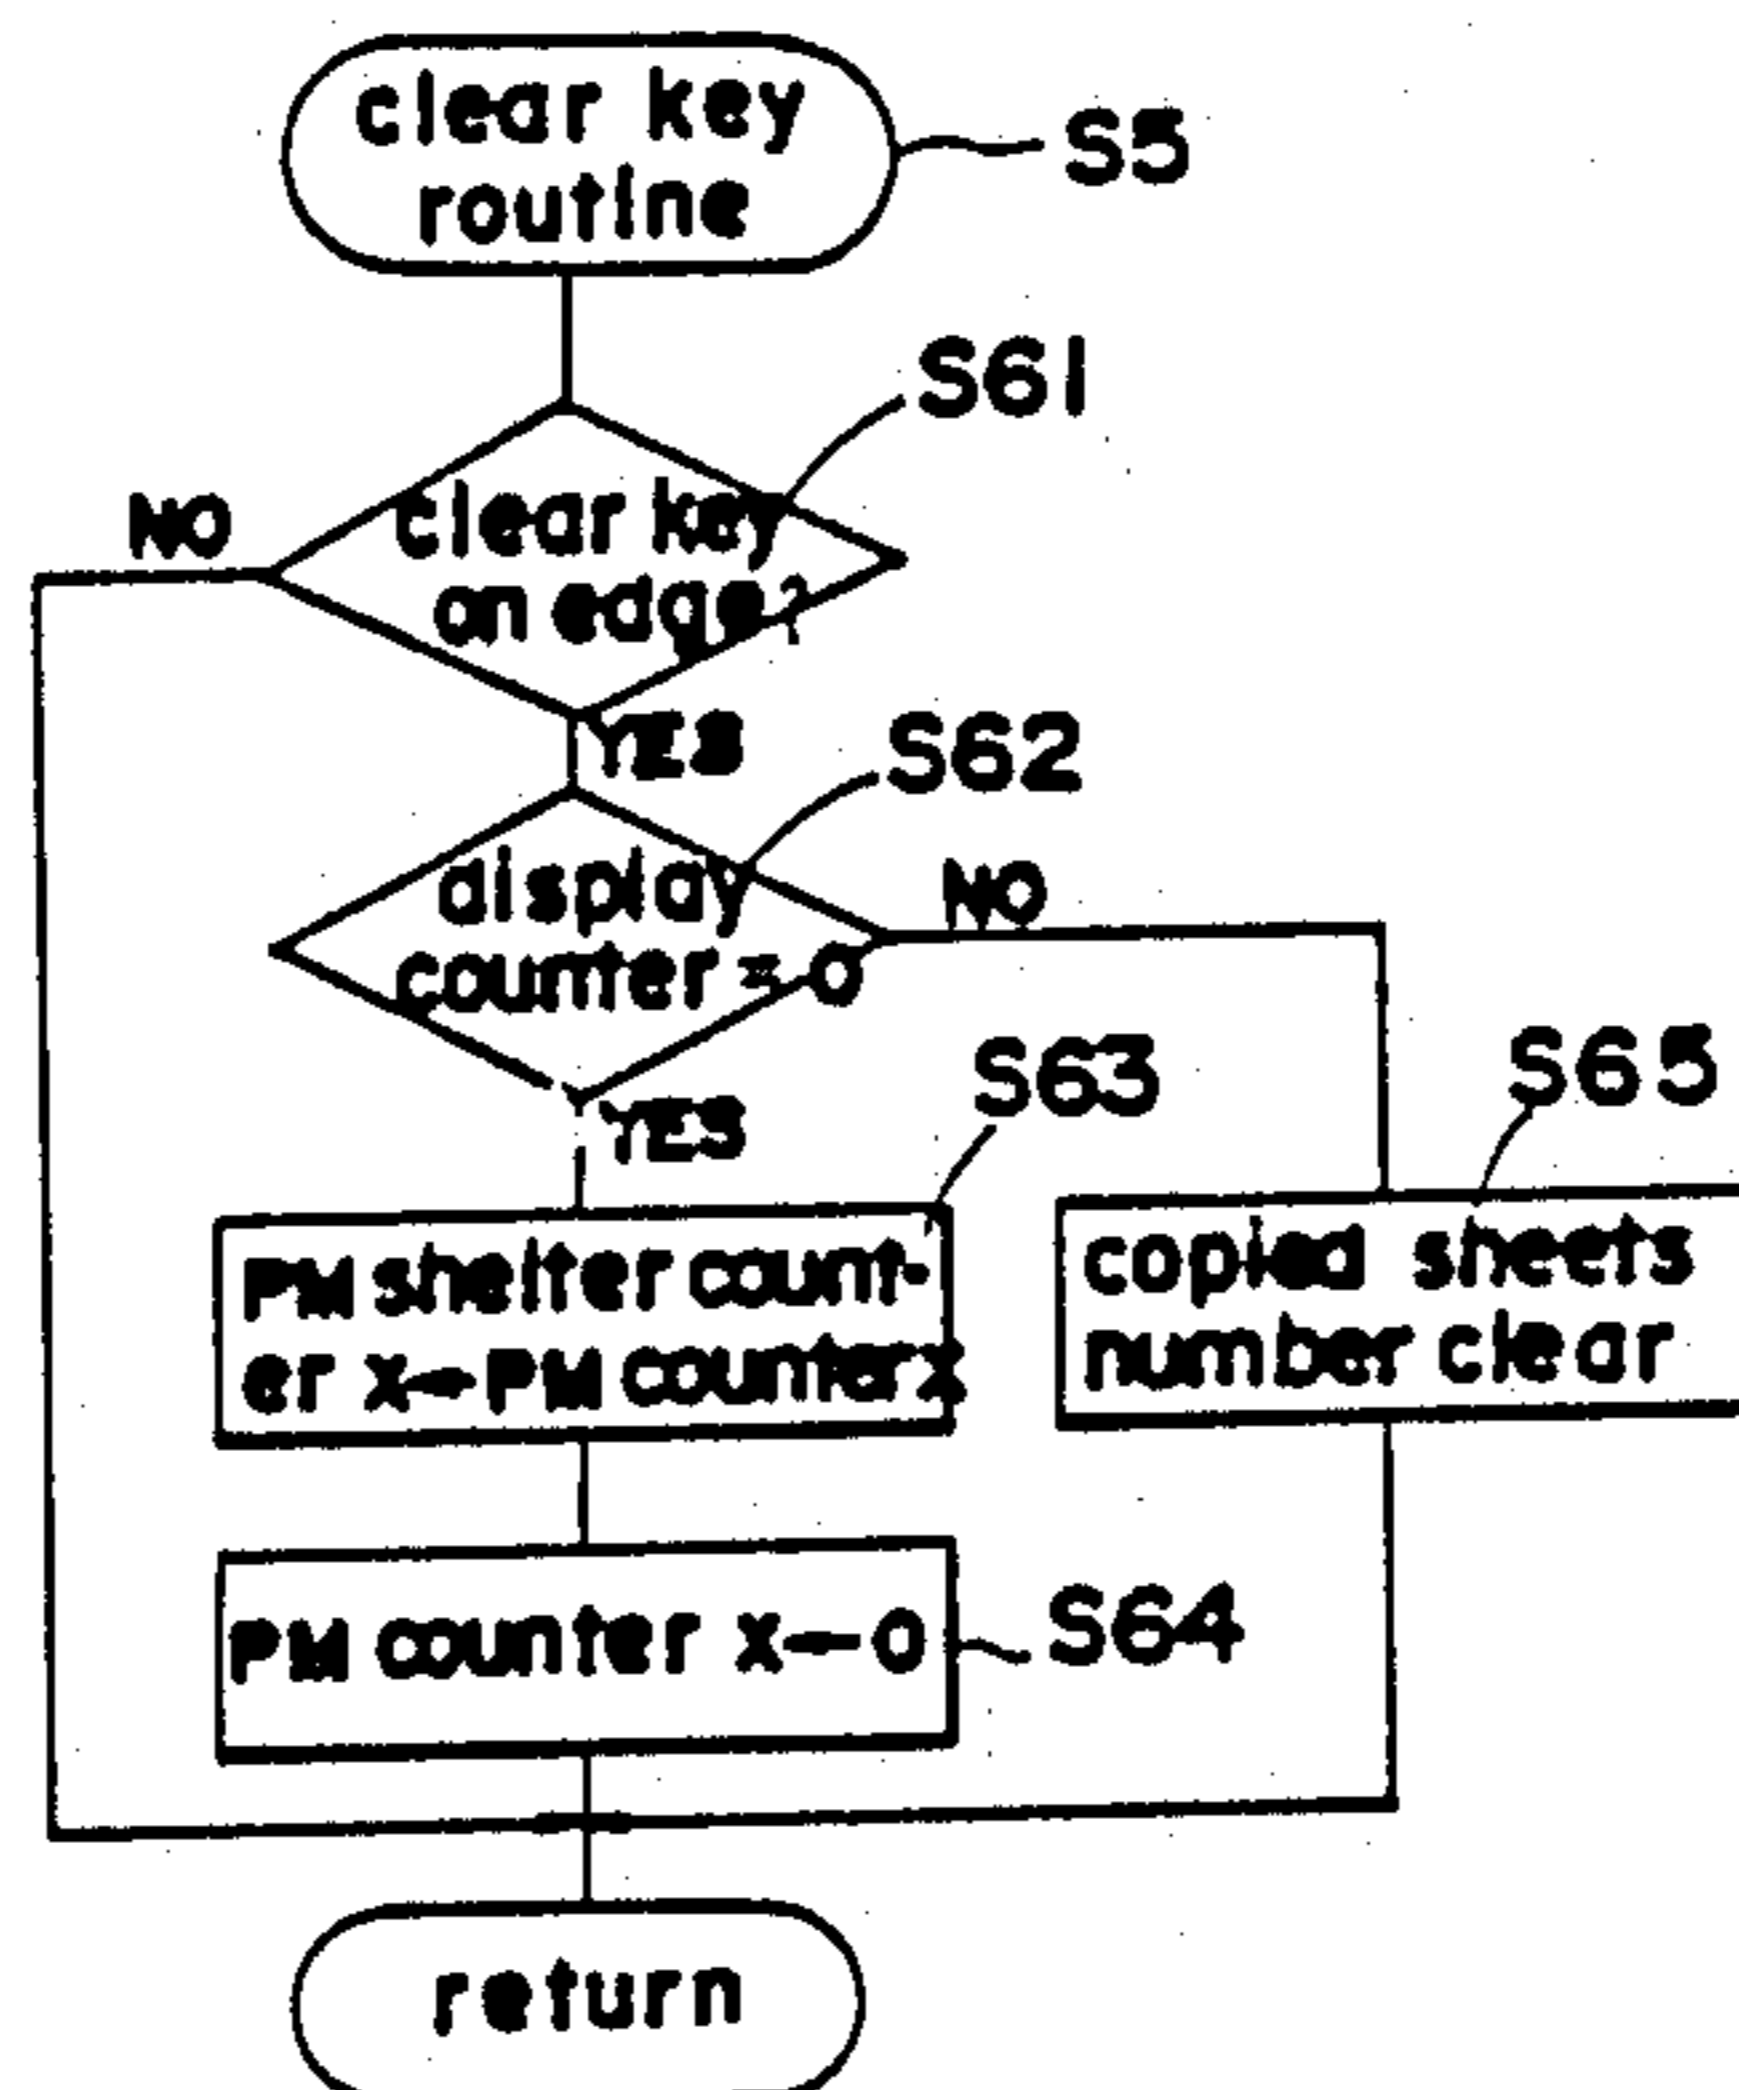 clear key
routine
S5
S61
NO
clear key
on edge?
YES
S62
display
counter = 0
NO
YES
S63
S65
PM shelter count-
er x←PM counter x
copied sheets
number clear
PM counter x←0
S64
return